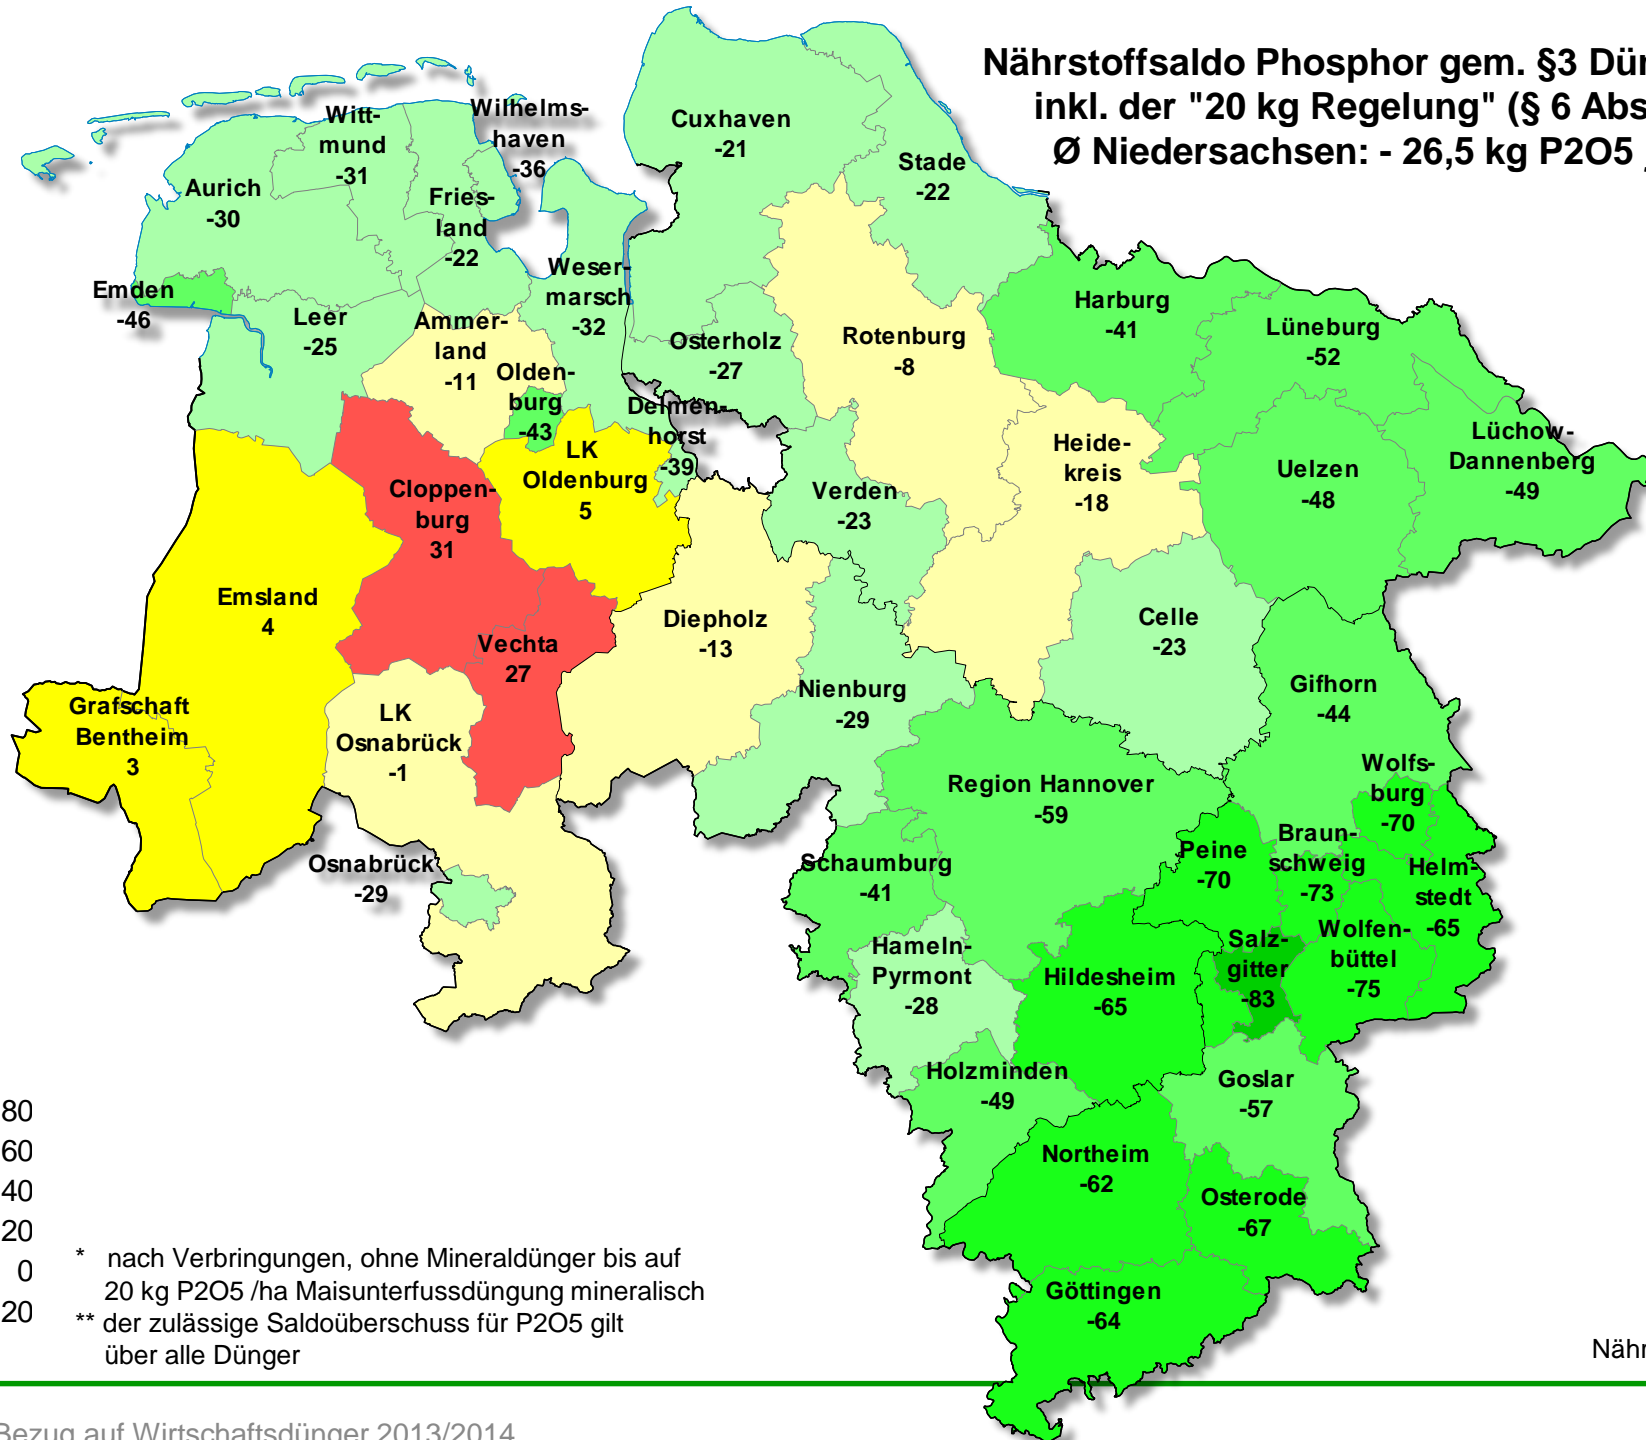 Nährstoffsaldo Phosphor gem. §3 Dün
inkl. der "20 kg Regelung" (§ 6 Abs
Ø Niedersachsen: - 26,5 kg P2O5
Witt-
mund
-31
Wilhelms-
haven
-36
Cuxhaven
-21
Stade
-22
Aurich
-30
Fries-
land
-22
Emden
-46
Leer
-25
Weser-
marsch
-32
Ammer-
land
-11
Olden-
burg
-43
Osterholz
-27
Rotenburg
-8
Harburg
-41
Lüneburg
-52
Delmen-
horst
-39
LK
Oldenburg
5
Heide-
kreis
-18
Uelzen
-48
Lüchow-
Dannenberg
-49
Cloppen-
burg
31
Verden
-23
Emsland
4
Diepholz
-13
Celle
-23
Vechta
27
Nienburg
-29
Gifhorn
-44
Grafschaft
Bentheim
3
LK
Osnabrück
-1
Region Hannover
-59
Wolfs-
burg
-70
Osnabrück
-29
Schaumburg
-41
Peine
-70
Braun-
schweig
-73
Helm-
stedt
-65
Hameln-
Pyrmont
-28
Hildesheim
-65
Salz-
gitter
-83
Wolfen-
büttel
-75
Holzminden
-49
Goslar
-57
Northeim
-62
Osterode
-67
Göttingen
-64
80
60
40
20
0
20
* nach Verbringungen, ohne Mineraldünger bis auf
20 kg P2O5 /ha Maisunterfussdüngung mineralisch
** der zulässige Saldoüberschuss für P2O5 gilt
über alle Dünger
Nähr
Bezug auf Wirtschaftsdünger 2013/2014